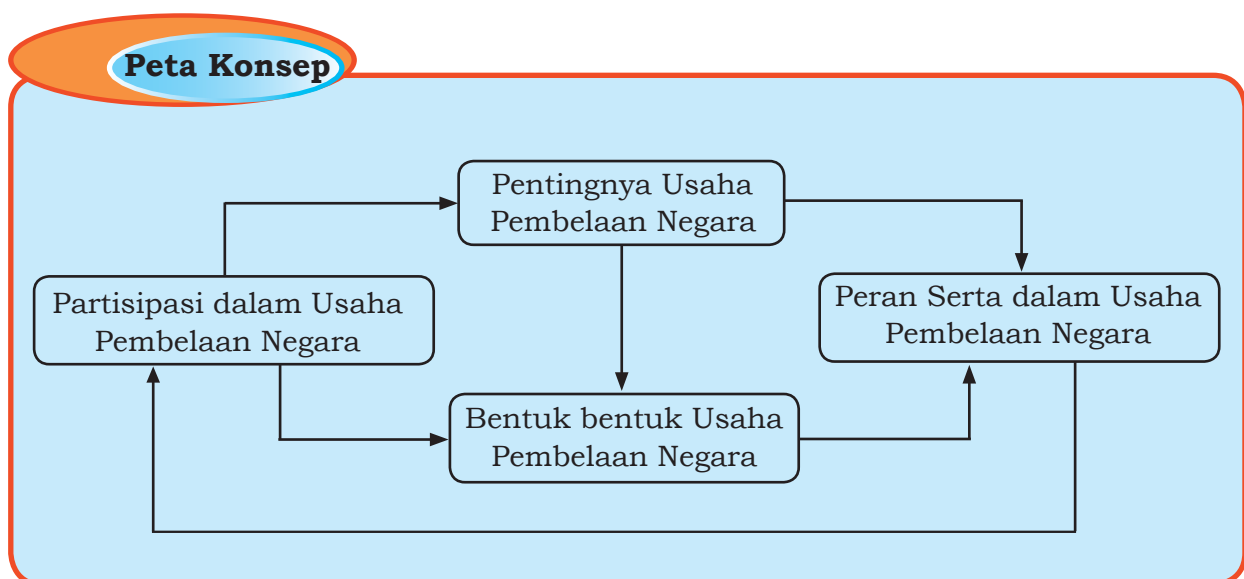 Peta Konsep
Pentingnya Usaha
Pembelaan Negara
Partisipasi dalam Usaha
Pembelaan Negara
Peran Serta dalam Usaha
Pembelaan Negara
Bentuk bentuk Usaha
Pembelaan Negara